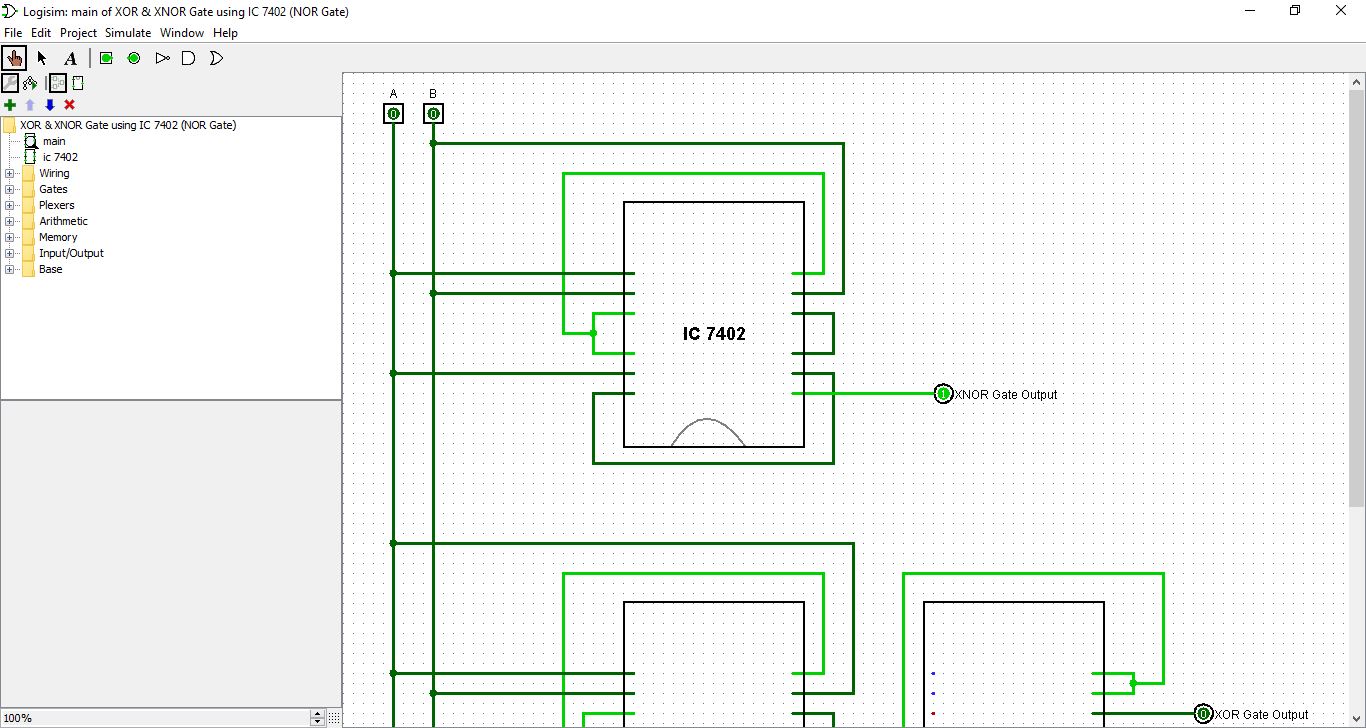 Logisim: main of XOR & XNOR Gate using IC 7402 (NOR Gate)
File Edit Project Simulate Window Help
A
XOR & XNOR Gate using IC 7402 (NOR Gate)
main
ic 7402
Wiring
Gates
Plexers
Arithmetic
Memory
Input/Output
Base
100%
A B
0 0
IC 7402
1 XNOR Gate Output
0 XOR Gate Output